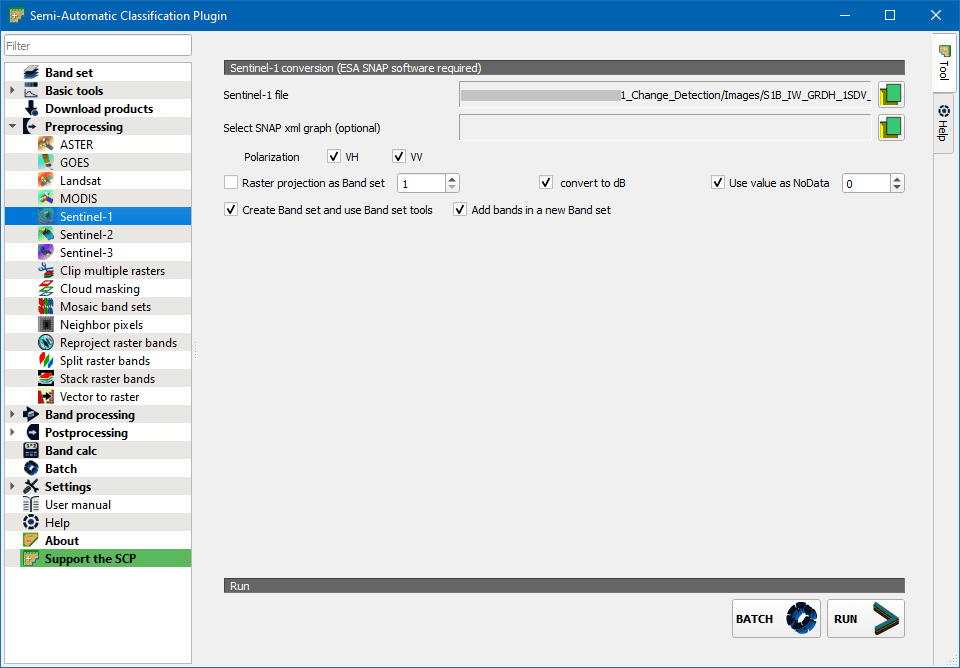 Semi-Automatic Classification Plugin
Filter
Band set
Basic tools
Download products
Preprocessing
ASTER
GOES
Landsat
MODIS
Sentinel-1
Sentinel-2
Sentinel-3
Clip multiple rasters
Cloud masking
Mosaic band sets
Neighbor pixels
Reproject raster bands
Split raster bands
Stack raster bands
Vector to raster
Band processing
Postprocessing
Band calc
Batch
Settings
User manual
Help
About
Support the SCP
Sentinel-1 conversion (ESA SNAP software required)
Sentinel-1 file 1_Change_Detection/Images/S1B_IW_GRDH_1SDV_
Select SNAP xml graph (optional)
Polarization VH VV
Raster projection as Band set 1 convert to dB Use value as NoData 0
Create Band set and use Band set tools Add bands in a new Band set
Run
BATCH RUN
Tool
Help